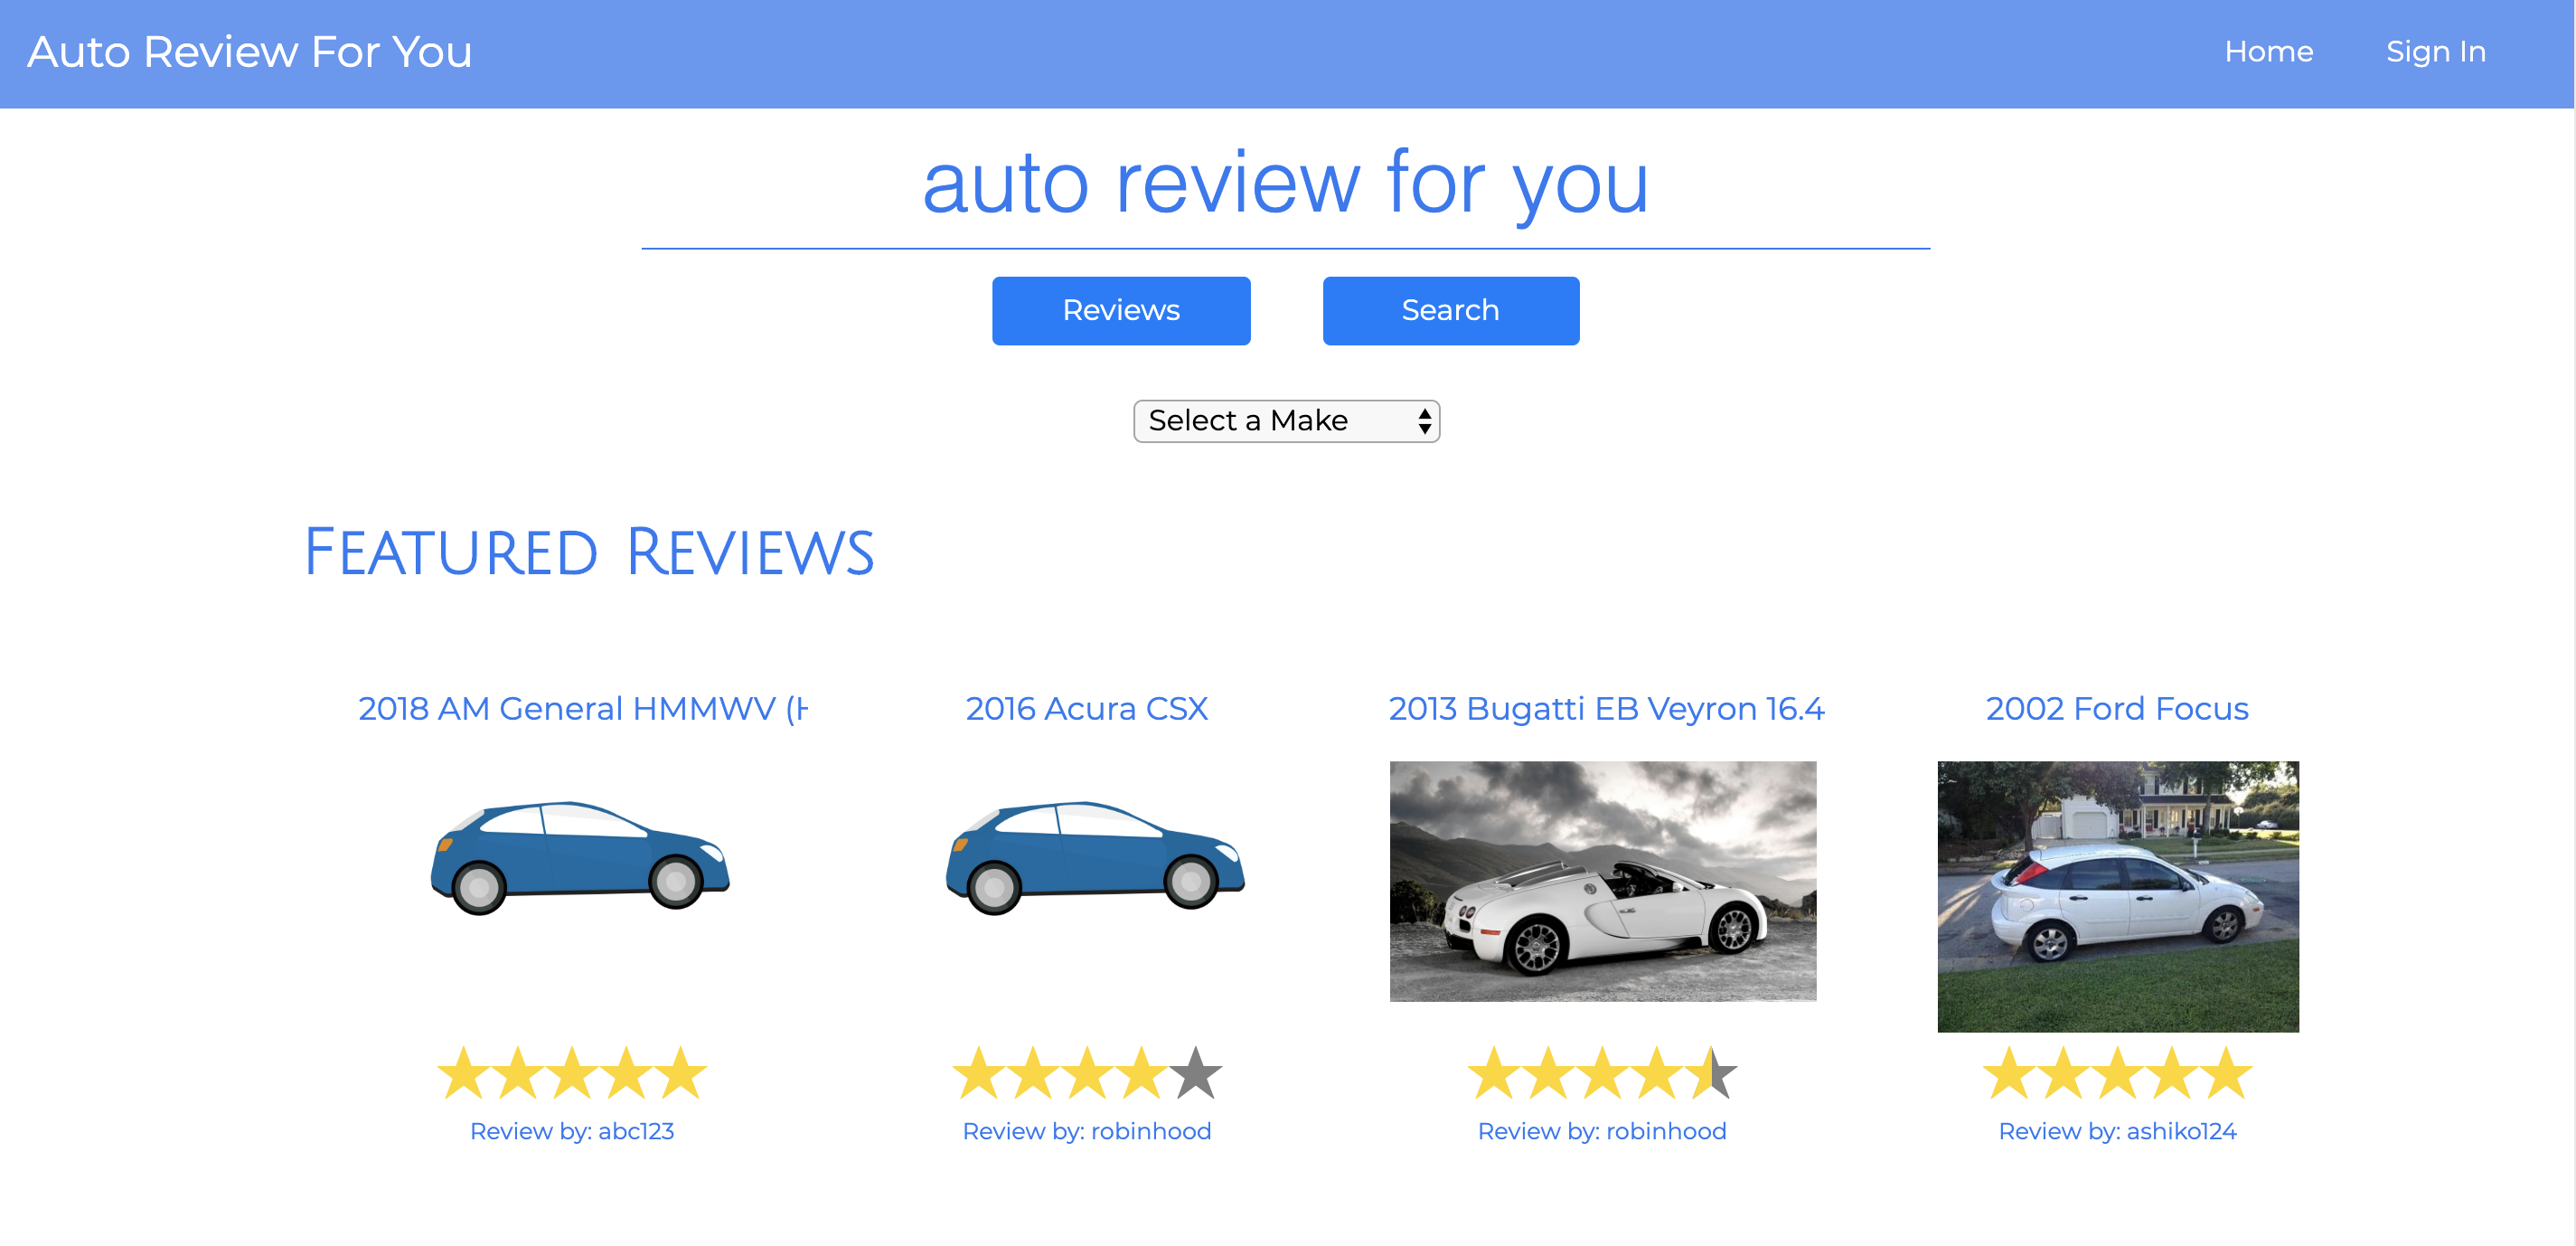 Auto Review For You
Home
Sign In
auto review for you
Reviews
Search
Select a Make
Featured Reviews
2018 AM General HMMWV (H
2016 Acura CSX
2013 Bugatti EB Veyron 16.4
2002 Ford Focus
Review by: abc123
Review by: robinhood
Review by: robinhood
Review by: ashiko124